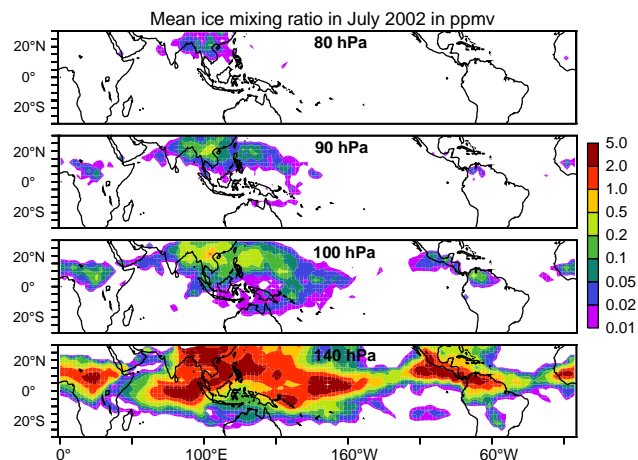 Mean ice mixing ratio in July 2002 in ppmv
20°N
0°
20°S
80 hPa
20°N
0°
20°S
90 hPa
20°N
0°
20°S
100 hPa
20°N
0°
20°S
140 hPa
0°
100°E
160°W
60°W
5.0
2.0
1.0
0.5
0.2
0.1
0.05
0.02
0.01